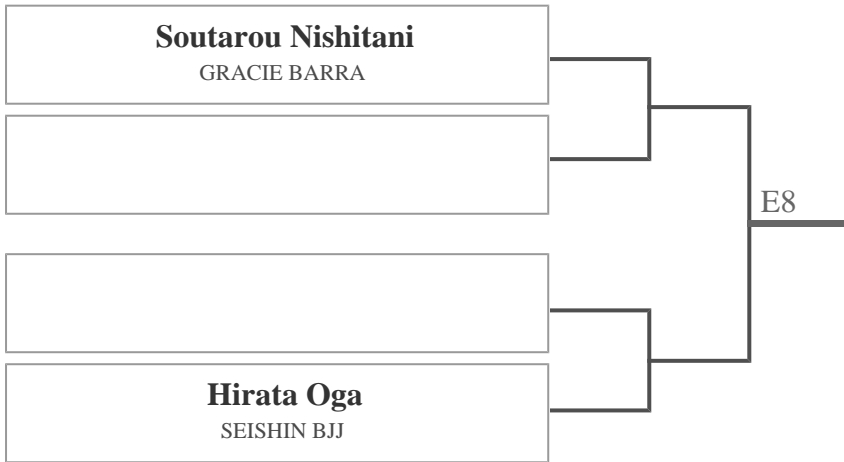 Soutarou Nishitani
GRACIE BARRA
E8
Hirata Oga
SEISHIN BJJ